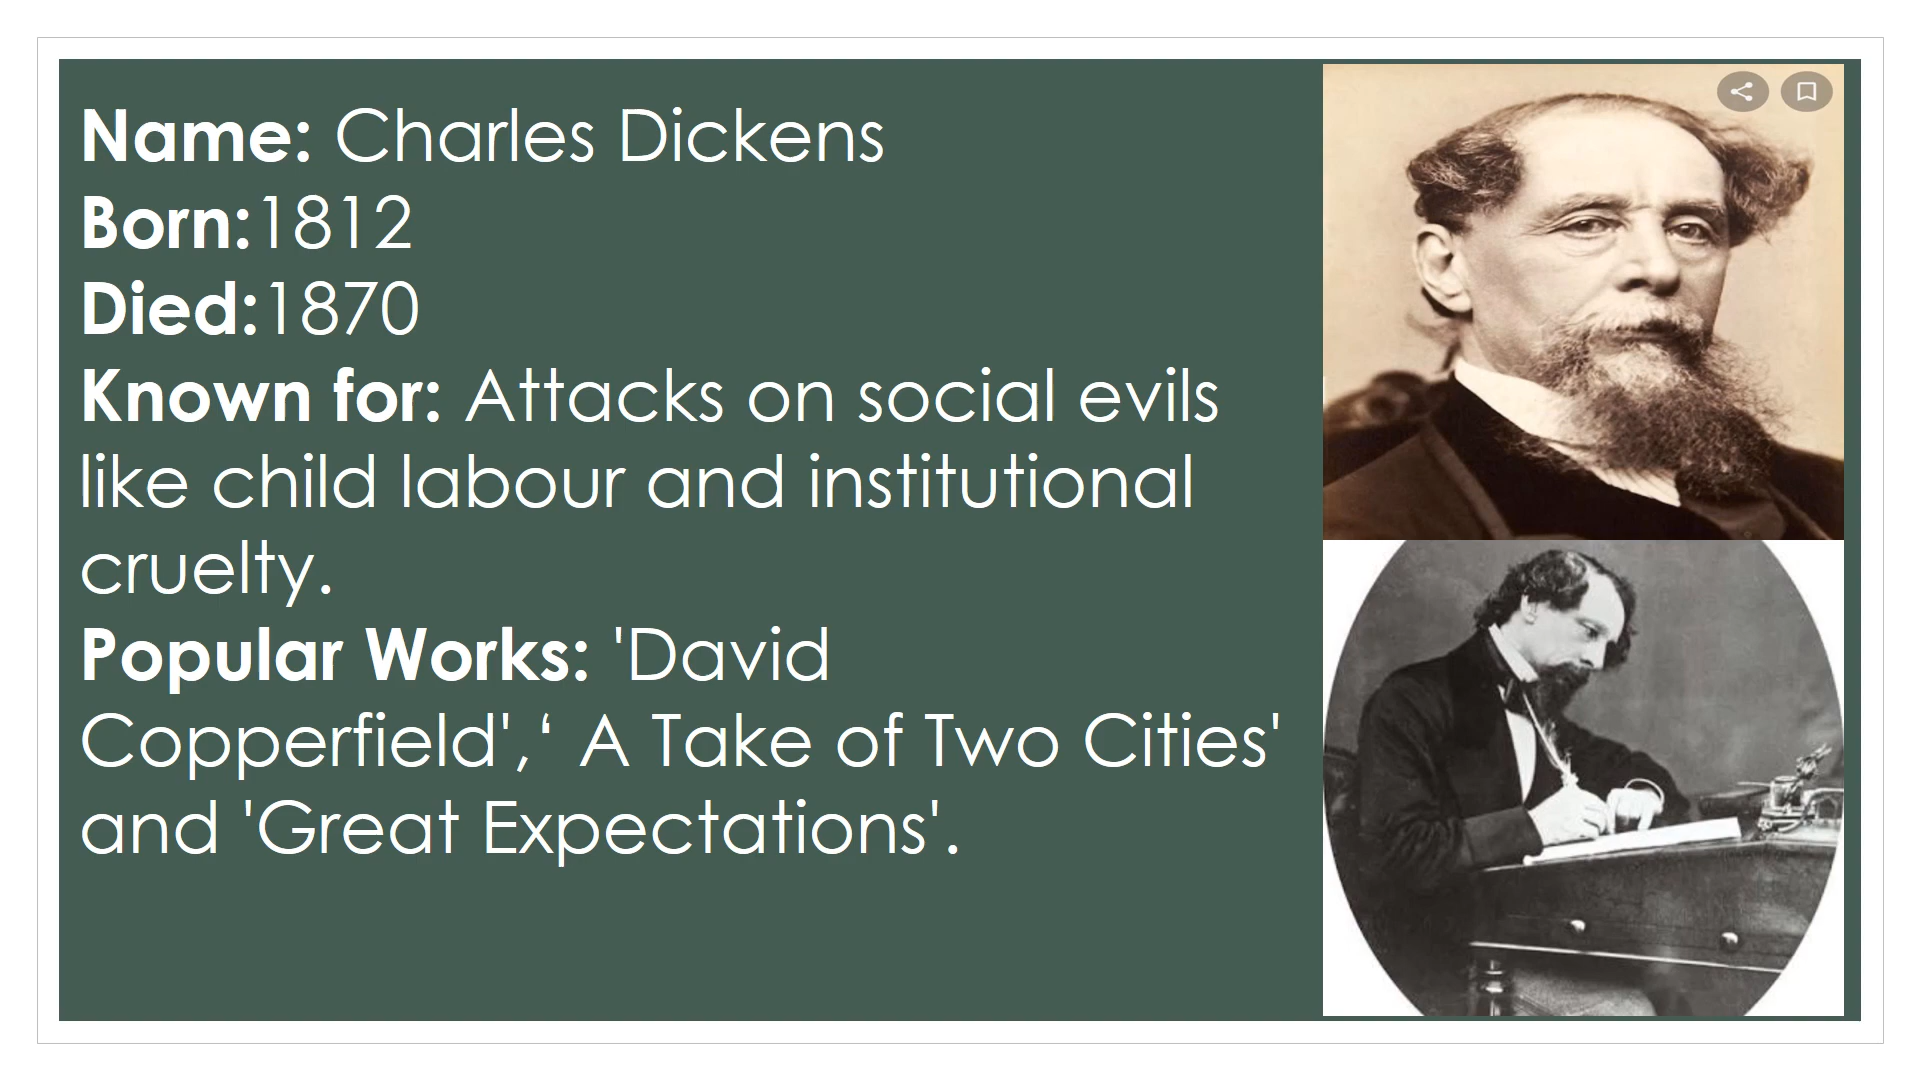 Name: Charles Dickens
Born:1812
Died:1870
Known for: Attacks on social evils
like child labour and institutional
cruelty.
Popular Works: 'David
Copperfield',‘ A Take of Two Cities'
and 'Great Expectations'.